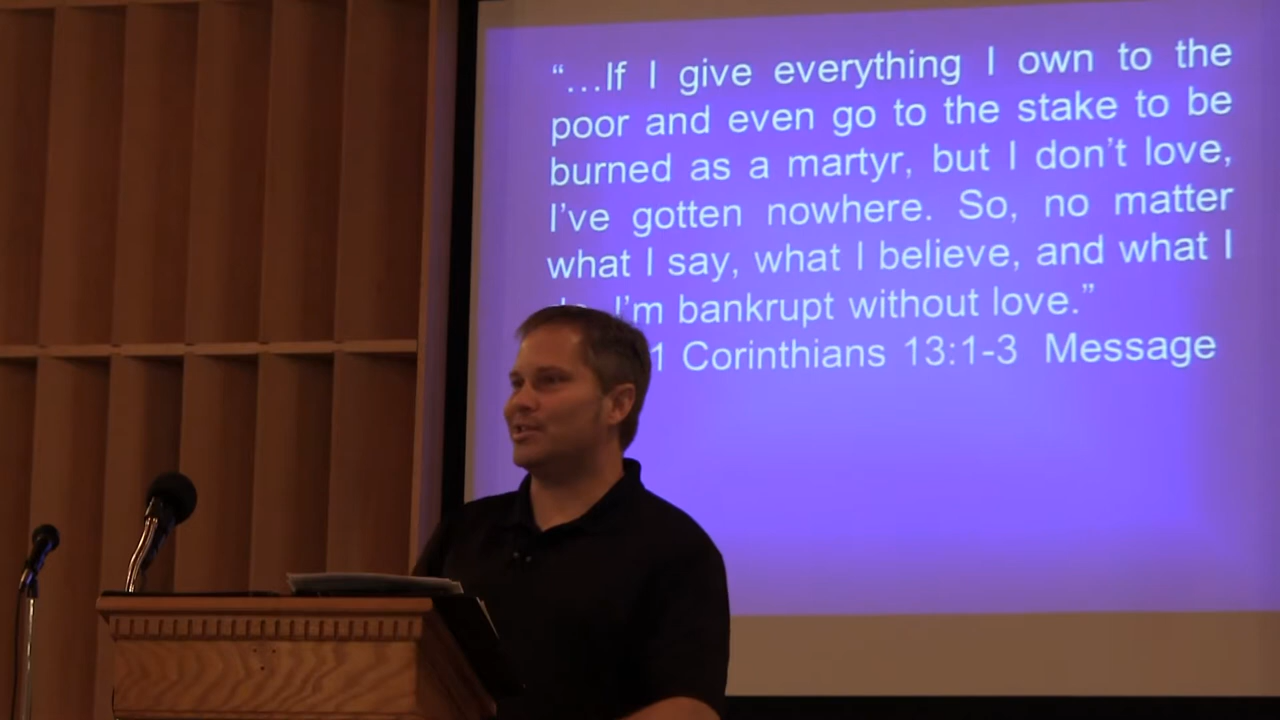 “…If I give everything I own to the
poor and even go to the stake to be
burned as a martyr, but I don’t love,
I’ve gotten nowhere. So, no matter
what I say, what I believe, and what I
I’m bankrupt without love.”
1 Corinthians 13:1-3 Message